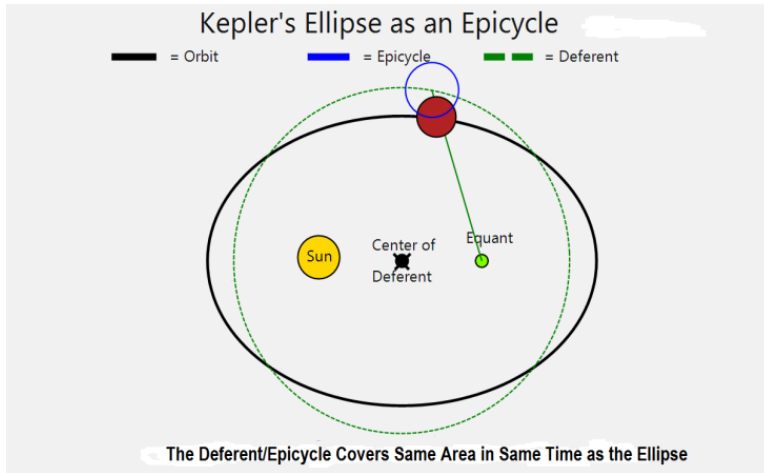 Kepler's Ellipse as an Epicycle
= Orbit = Epicycle = Deferent
Sun
Center of
Deferent
Equant
The Deferent/Epicycle Covers Same Area in Same Time as the Ellipse